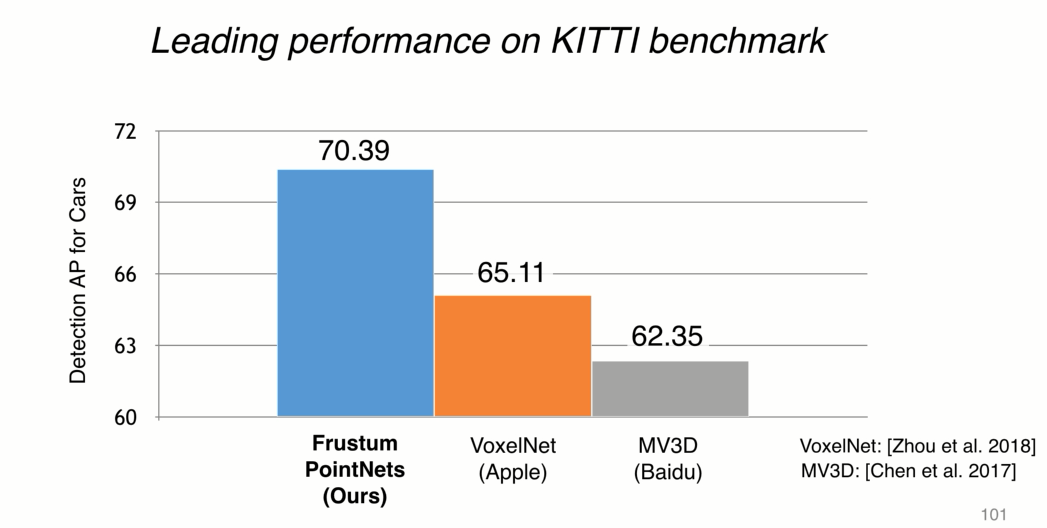 Leading performance on KITTI benchmark
Detection AP for Cars
72
69
66
63
60
70.39
65.11
62.35
Frustum
PointNets
(Ours)
VoxelNet
(Apple)
MV3D
(Baidu)
VoxelNet: [Zhou et al. 2018]
MV3D: [Chen et al. 2017]
101